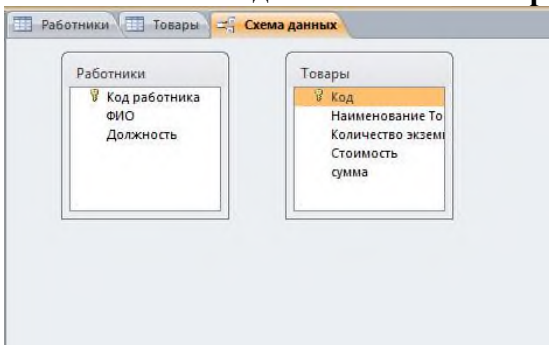 Работники Товары Схема данных
Работники
Код работника
ФИО
Должность
Товары
Код
Наименование То
Количество экзем
Стоимость
сумма